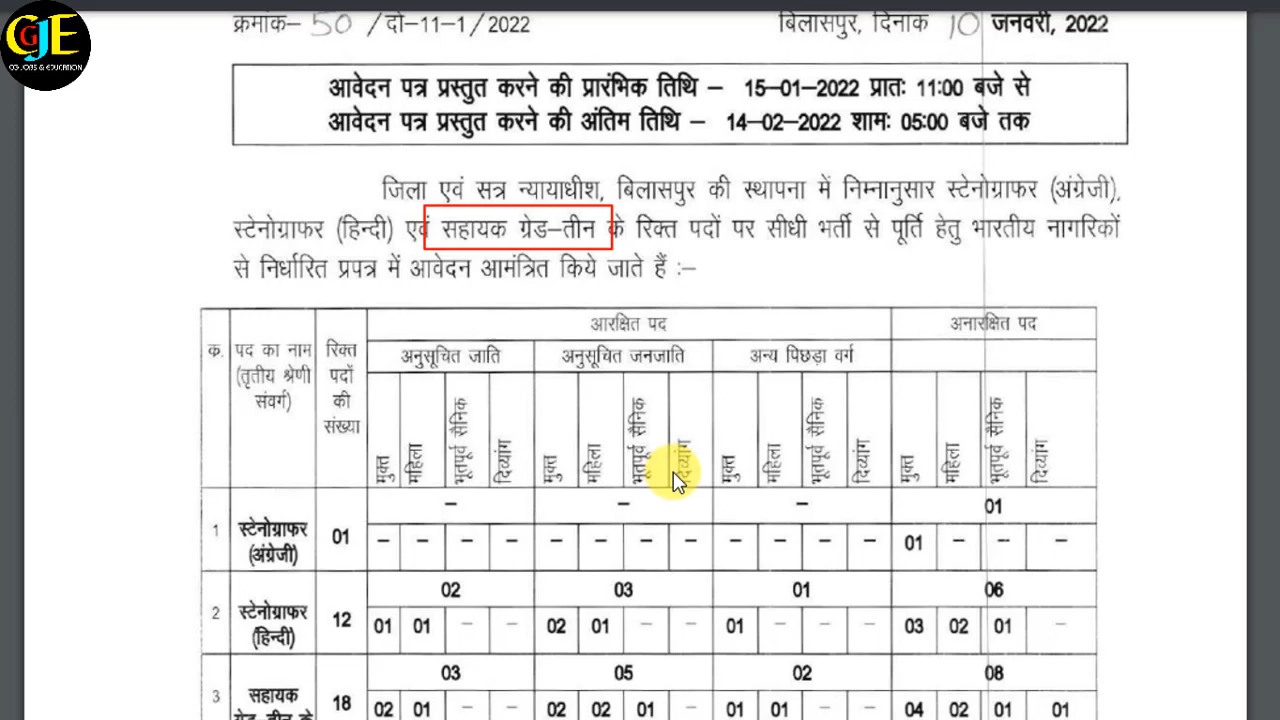 CGJE
CG JOBS & EDUCATION
क्रमांक– 50 /दो-11-1/2022 बिलासपुर, दिनांक 10 जनवरी, 2022
आवेदन पत्र प्रस्तुत करने की प्रारंभिक तिथि – 15-01-2022 प्रातः 11:00 बजे से
आवेदन पत्र प्रस्तुत करने की अंतिम तिथि – 14-02-2022 शामः 05:00 बजे तक
जिला एवं सत्र न्यायाधीश, बिलासपुर की स्थापना में निम्नानुसार स्टेनोग्राफर (अंग्रेजी),
स्टेनोग्राफर (हिन्दी) एवं सहायक ग्रेड–तीन के रिक्त पदों पर सीधी भर्ती से पूर्ति हेतु भारतीय नागरिकों
से निर्धारित प्रपत्र में आवेदन आमंत्रित किये जाते हैं :–
क. पद का नाम (तृतीय श्रेणी संवर्ग) रिक्त पदों की संख्या आरक्षित पद अनारक्षित पद
अनुसूचित जाति अनुसूचित जनजाति अन्य पिछड़ा वर्ग
मुक्त महिला भूतपूर्व सैनिक दिव्यांग मुक्त महिला भूतपूर्व सैनिक दिव्यांग मुक्त महिला भूतपूर्व सैनिक दिव्यांग मुक्त महिला भूतपूर्व सैनिक दिव्यांग
– – – 01
1 स्टेनोग्राफर (अंग्रेजी) 01 – – – – – – – – – – – – 01 – – –
02 03 01 06
2 स्टेनोग्राफर (हिन्दी) 12 01 01 – – 02 01 – – 01 – – – 03 02 01 –
03 05 02 08
3 सहायक ग्रेड–तीन के 18 02 01 – – 02 02 01 – 01 01 – – 04 02 01 01